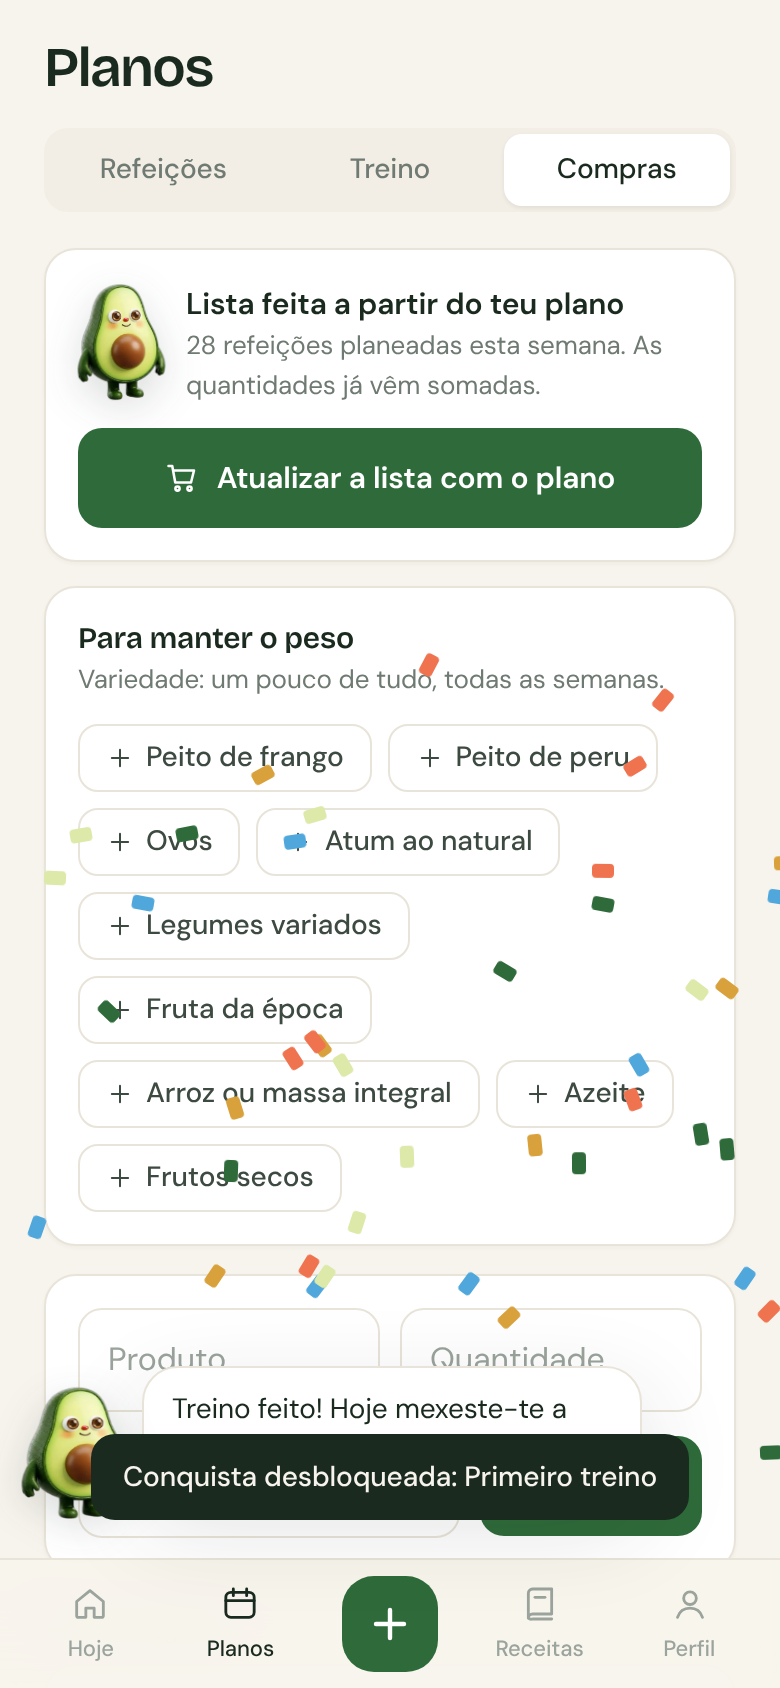 Planos
Refeições
Treino
Compras
Lista feita a partir do teu plano
28 refeições planeadas esta semana. As
quantidades já vêm somadas.
Atualizar a lista com o plano
Para manter o peso
Variedade: um pouco de tudo, todas as semanas.
Peito de frango
Peito de peru
Ovos
Atum ao natural
Legumes variados
Fruta da época
Arroz ou massa integral
Azeite
Frutos secos
Produto
Quantidade
Treino feito! Hoje mexeste-te a
Conquista desbloqueada: Primeiro treino
Hoje
Planos
Receitas
Perfil